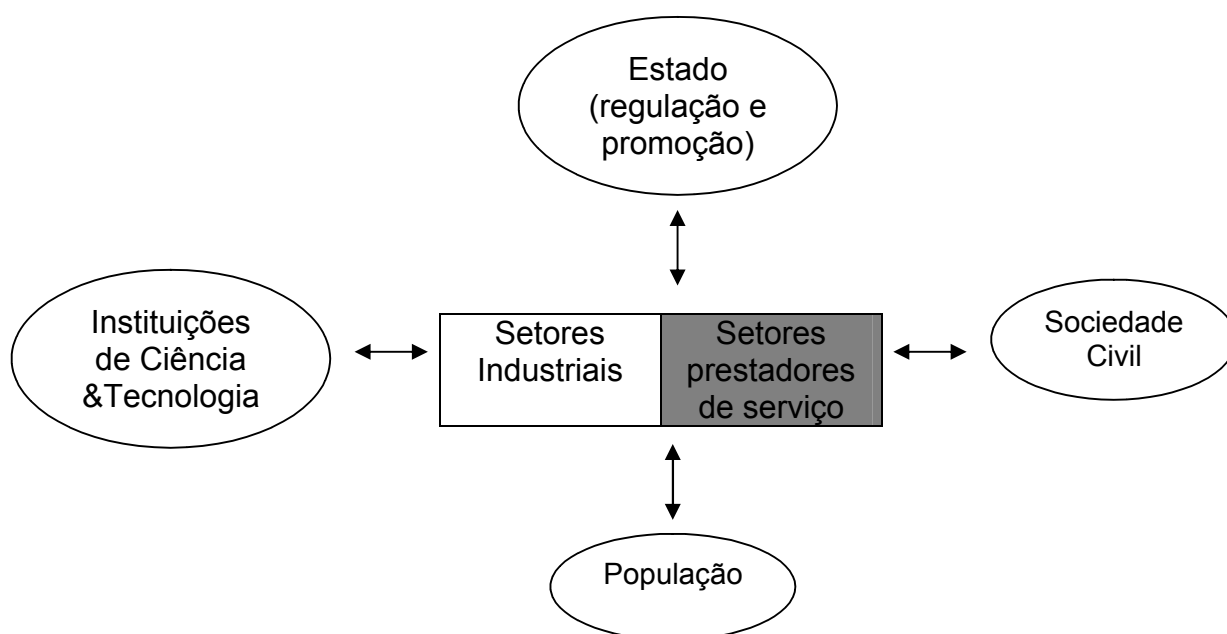 Estado
(regulação e
promoção)
Instituições
de Ciência
&Tecnologia
Setores
Industriais
Setores
prestadores
de serviço
Sociedade
Civil
População